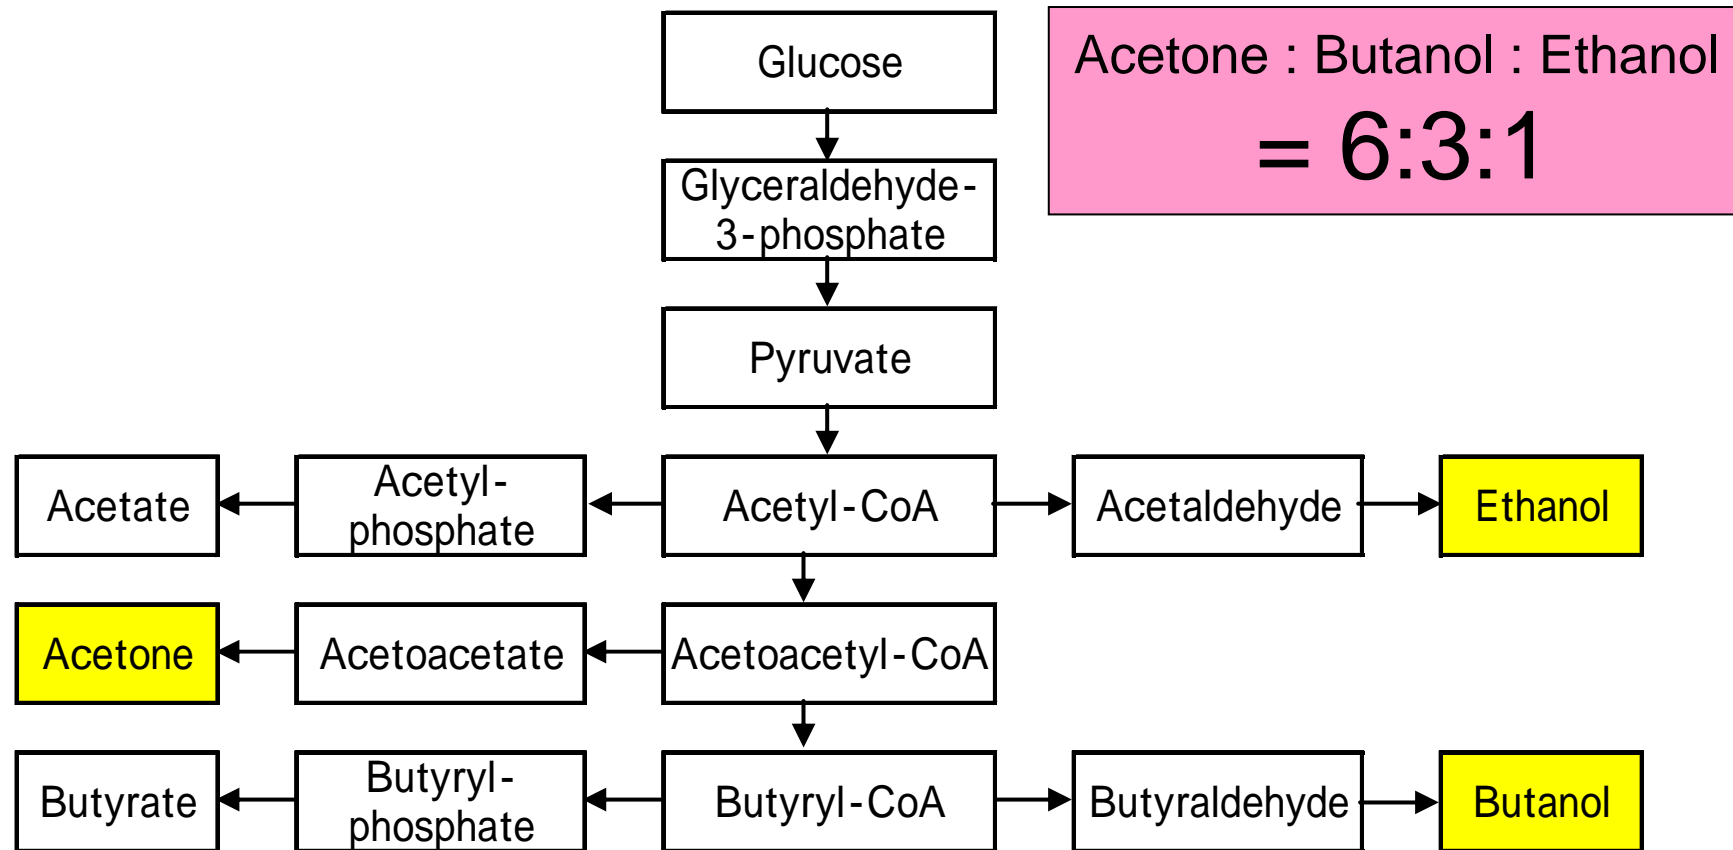 Glucose
Acetone : Butanol : Ethanol
= 6:3:1
Glyceraldehyde-
3-phosphate
Pyruvate
Acetate
Acetyl-
phosphate
Acetyl-CoA
Acetaldehyde
Ethanol
Acetone
Acetoacetate
Acetoacetyl-CoA
Butyrate
Butyryl-
phosphate
Butyryl-CoA
Butyraldehyde
Butanol